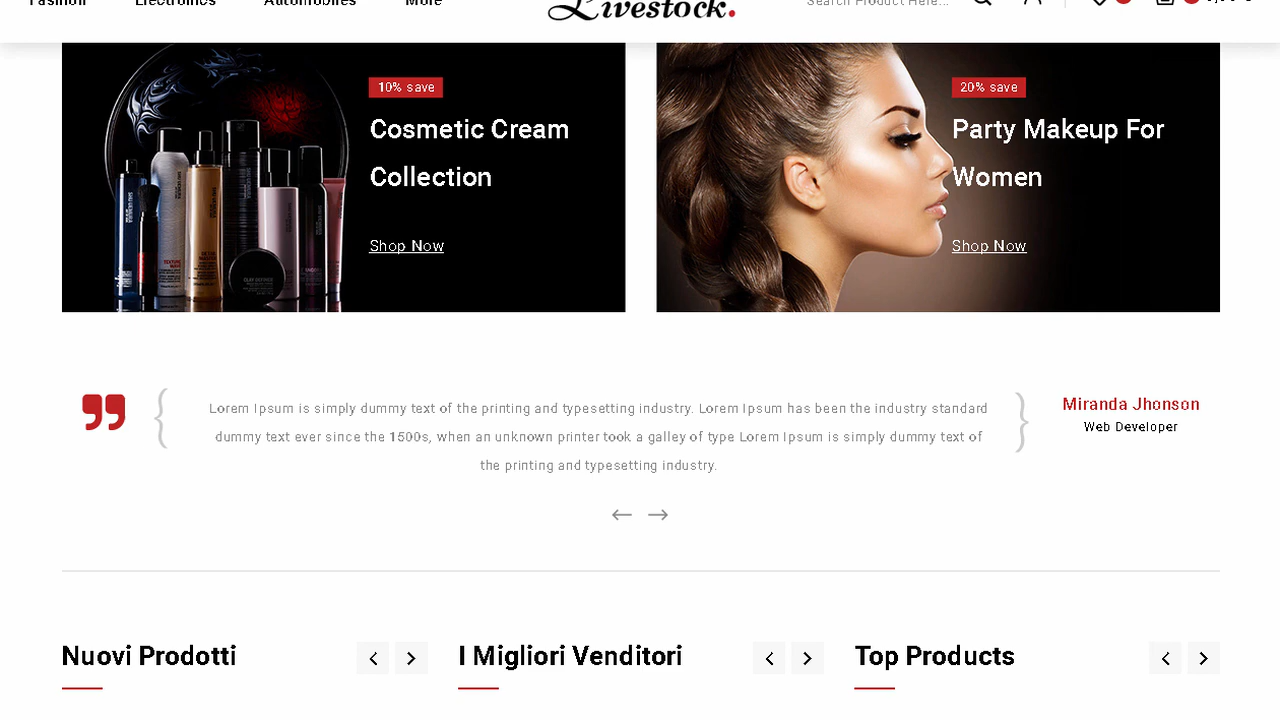 Fashion Electronics Automobiles More
Livestock.
Search Product Here...
10% save
Cosmetic Cream
Collection
Shop Now
20% save
Party Makeup For
Women
Shop Now
Lorem Ipsum is simply dummy text of the printing and typesetting industry. Lorem Ipsum has been the industry standard
dummy text ever since the 1500s, when an unknown printer took a galley of type Lorem Ipsum is simply dummy text of
the printing and typesetting industry.
Miranda Jhonson
Web Developer
Nuovi Prodotti
I Migliori Venditori
Top Products